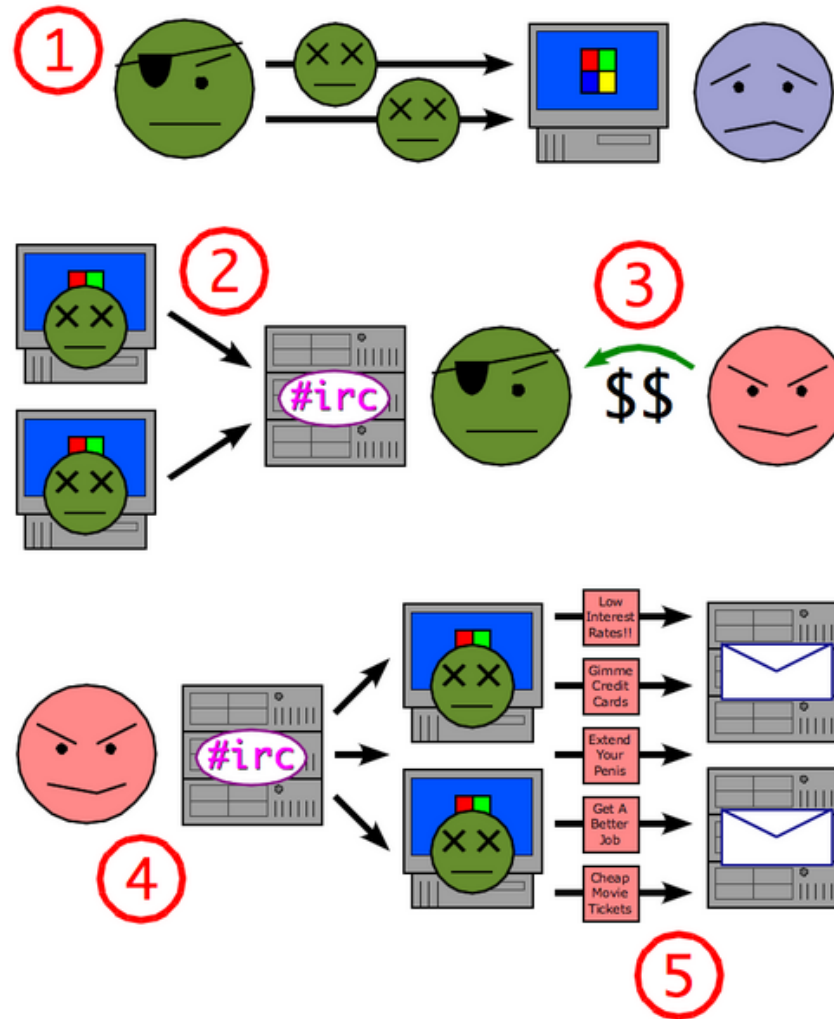 1
2
3
#irc
$$
#irc
4
Low
Interest
Rates!!
Gimme
Credit
Cards
Extend
Your
Penis
Get A
Better
Job
Cheap
Movie
Tickets
5